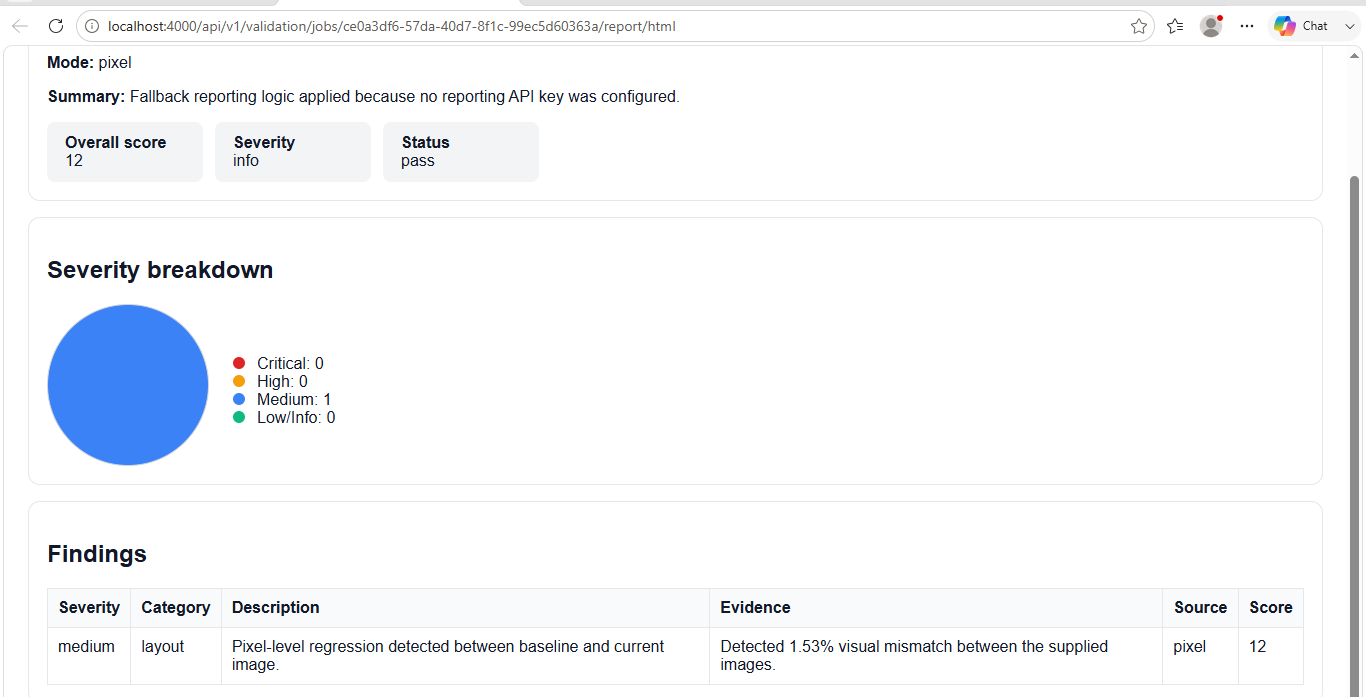 localhost:4000/api/v1/validation/jobs/ce0a3df6-57da-40d7-8f1c-99ec5d60363a/report/html
Chat
Mode: pixel
Summary: Fallback reporting logic applied because no reporting API key was configured.
Overall score
12
Severity
info
Status
pass
Severity breakdown
Critical: 0
High: 0
Medium: 1
Low/Info: 0
Findings
Severity Category Description Evidence Source Score
medium layout Pixel-level regression detected between baseline and current image. Detected 1.53% visual mismatch between the supplied images. pixel 12